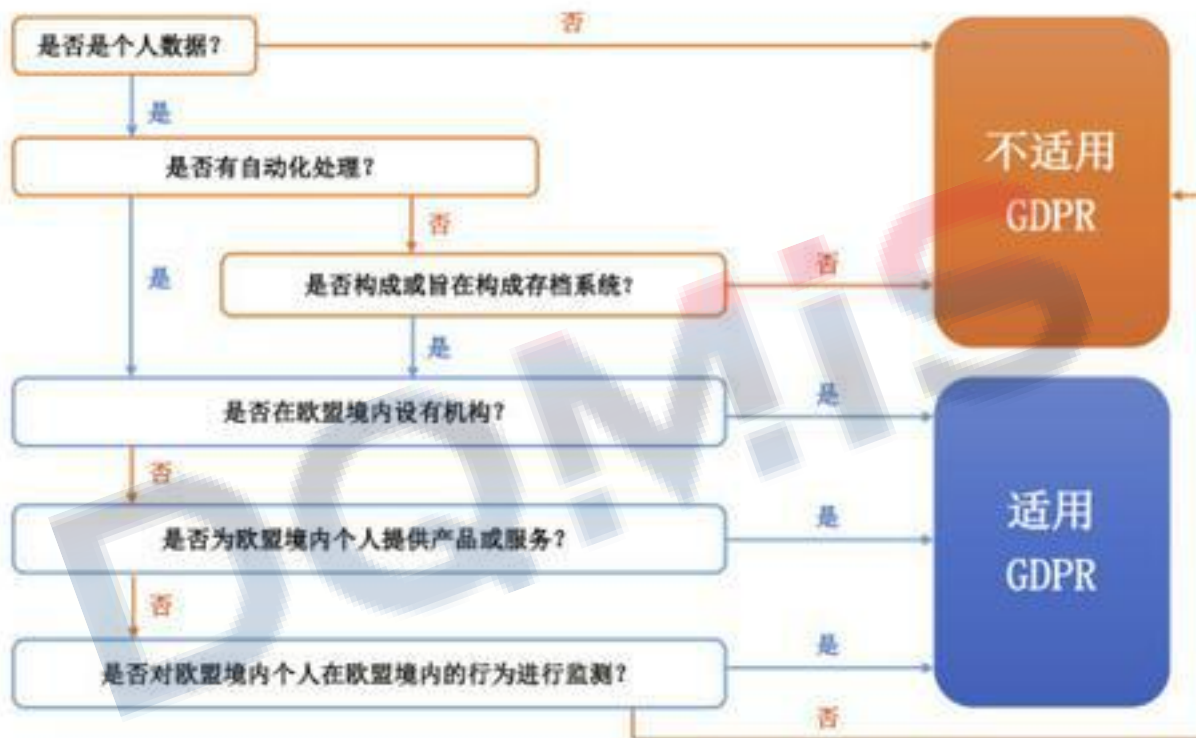 否
是否是个人数据？
是
不适用
GDPR
是否有自动化处理？
否
是
否
是否构成或旨在构成存档系统？
是
是
是否在欧盟境内设有机构？
否
适用
GDPR
是
是否为欧盟境内个人提供产品或服务？
否
是
是否对欧盟境内个人在欧盟境内的行为进行监测？
否
DQMIS